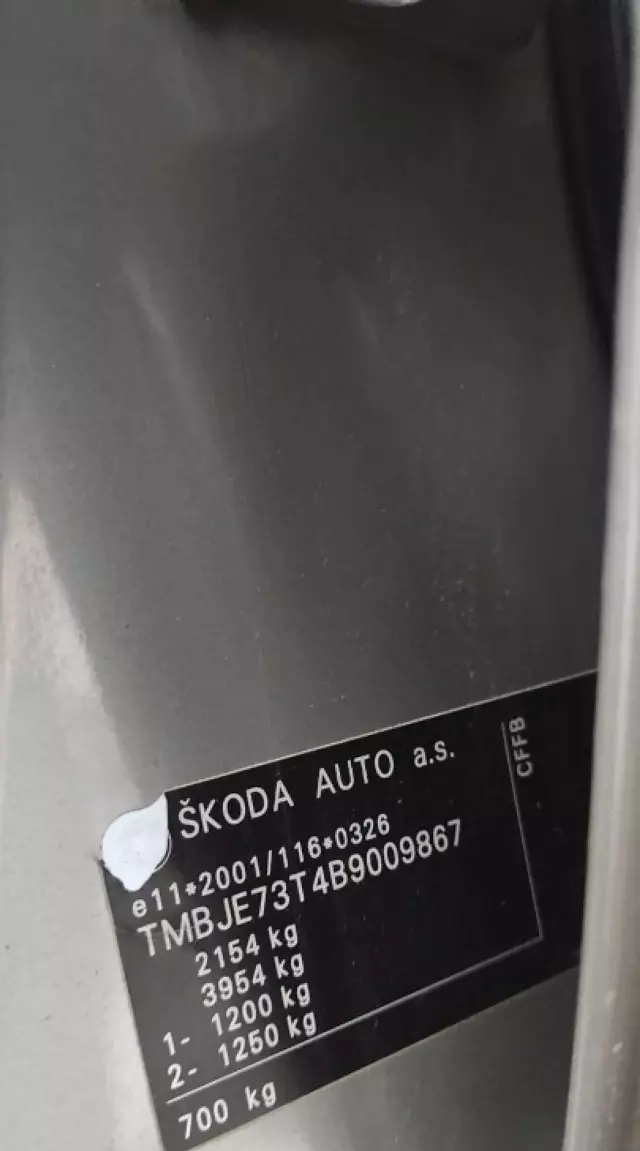 ŠKODA AUTO a.s.
e11*2001/116*0326
TMBJE73T4B9009867
2154 kg
3954 kg
1- 1200 kg
2- 1250 kg
700 kg
CFFB